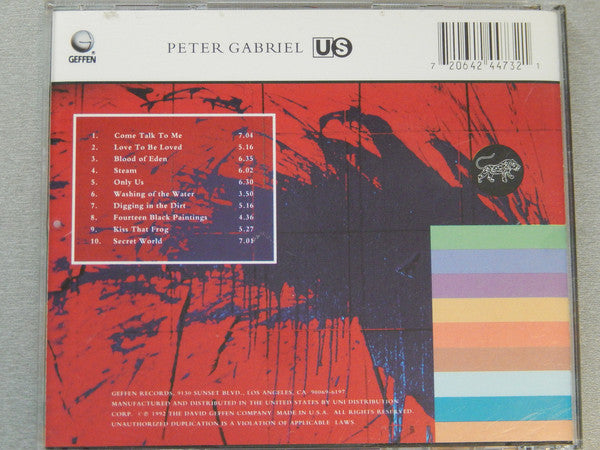 GEFFEN
PETER GABRIEL US
7 20642 44732 1
1. Come Talk To Me 7.04
2. Love To Be Loved 5.16
3. Blood of Eden 6.35
4. Steam 6.02
5. Only Us 6.30
6. Washing of the Water 3.50
7. Digging in the Dirt 5.16
8. Fourteen Black Paintings 4.36
9. Kiss That Frog 5.27
10. Secret World 7.01
GEFFEN RECORDS, 9130 SUNSET BLVD., LOS ANGELES, CA 90069-6197
MANUFACTURED AND DISTRIBUTED IN THE UNITED STATES BY UNI DISTRIBUTION
CORP. ℗ © 1992 THE DAVID GEFFEN COMPANY. MADE IN U.S.A. ALL RIGHTS RESERVED.
UNAUTHORIZED DUPLICATION IS A VIOLATION OF APPLICABLE LAWS.